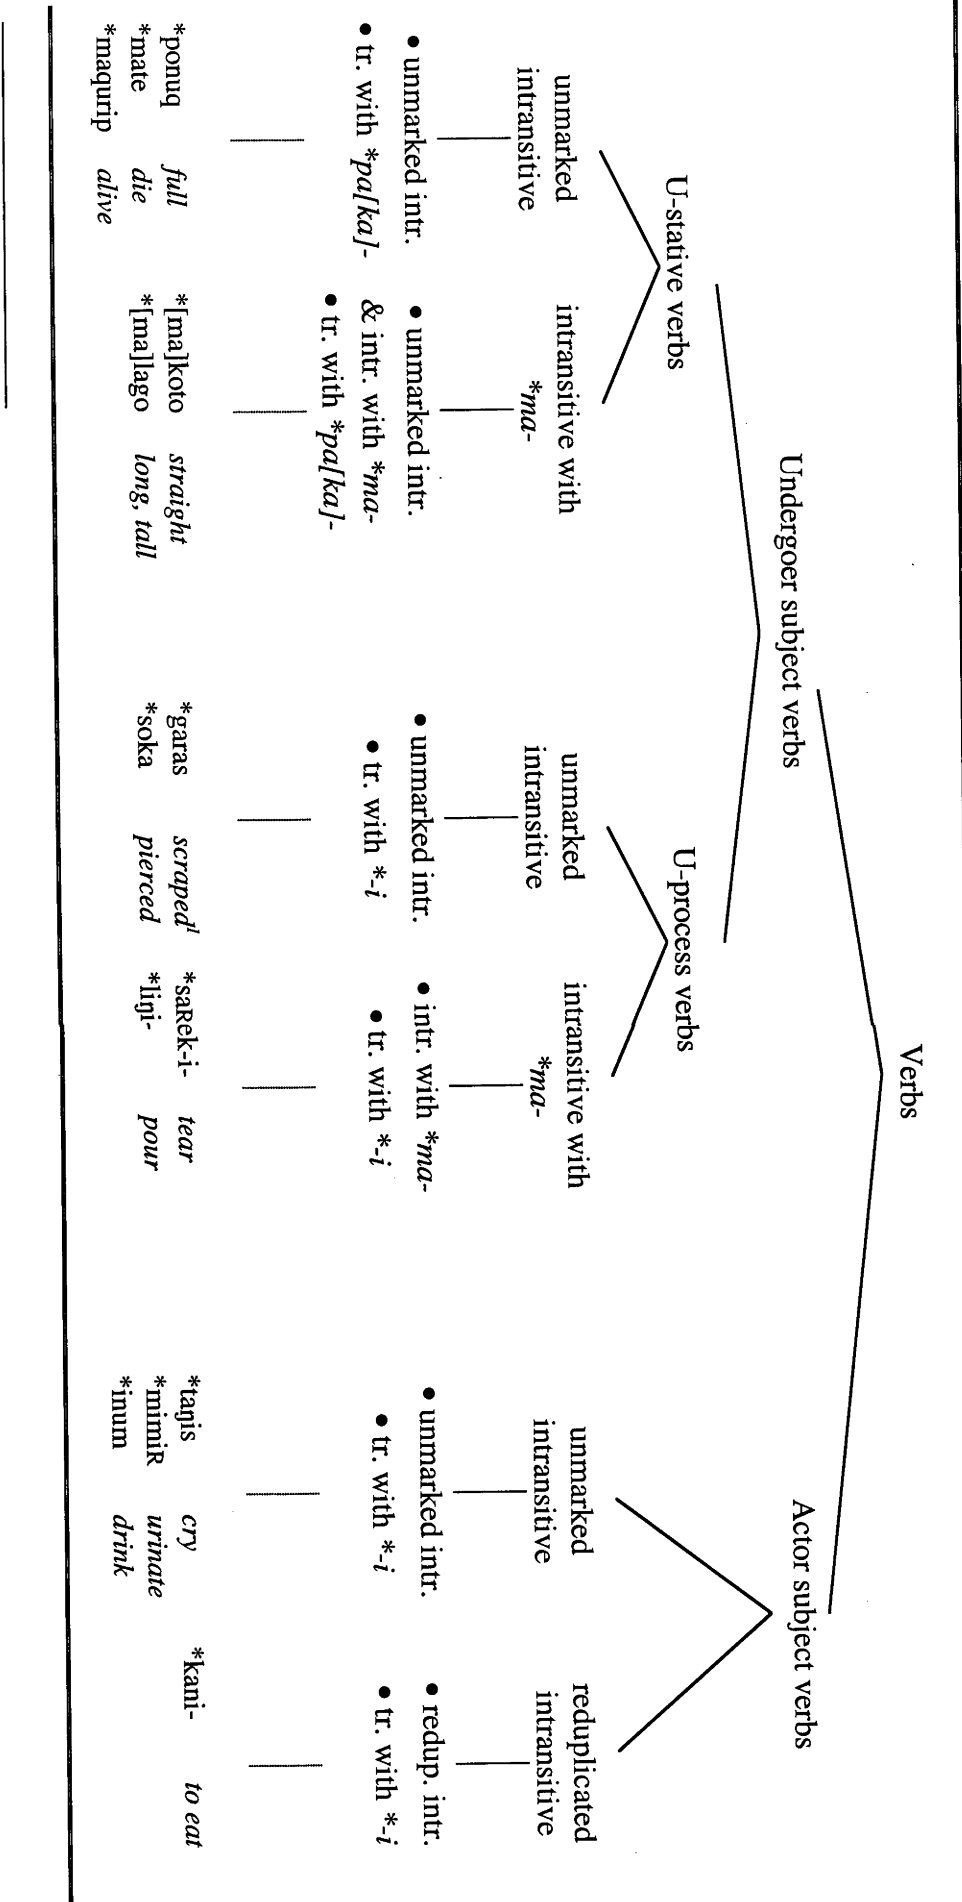 Verbs
Undergoer subject verbs
Actor subject verbs
U-stative verbs
U-process verbs
unmarked
intransitive
intransitive with
*ma-
unmarked
intransitive
intransitive with
*ma-
unmarked
intransitive
reduplicated
intransitive
• unmarked intr.
• tr. with *pa[ka]-
• unmarked intr.
& intr. with *ma-
• tr. with *pa[ka]-
• unmarked intr.
• tr. with *-i
• intr. with *ma-
• tr. with *-i
• unmarked intr.
• tr. with *-i
• redup. intr.
• tr. with *-i
*ponuq full
*mate die
*maqurip alive
*[ma]koto straight
*[ma]lago long, tall
*garas scraped¹
*soka pierced
*saRek-i- tear
*liŋi- pour
*taŋis cry
*mimiR urinate
*inum drink
*kani- to eat